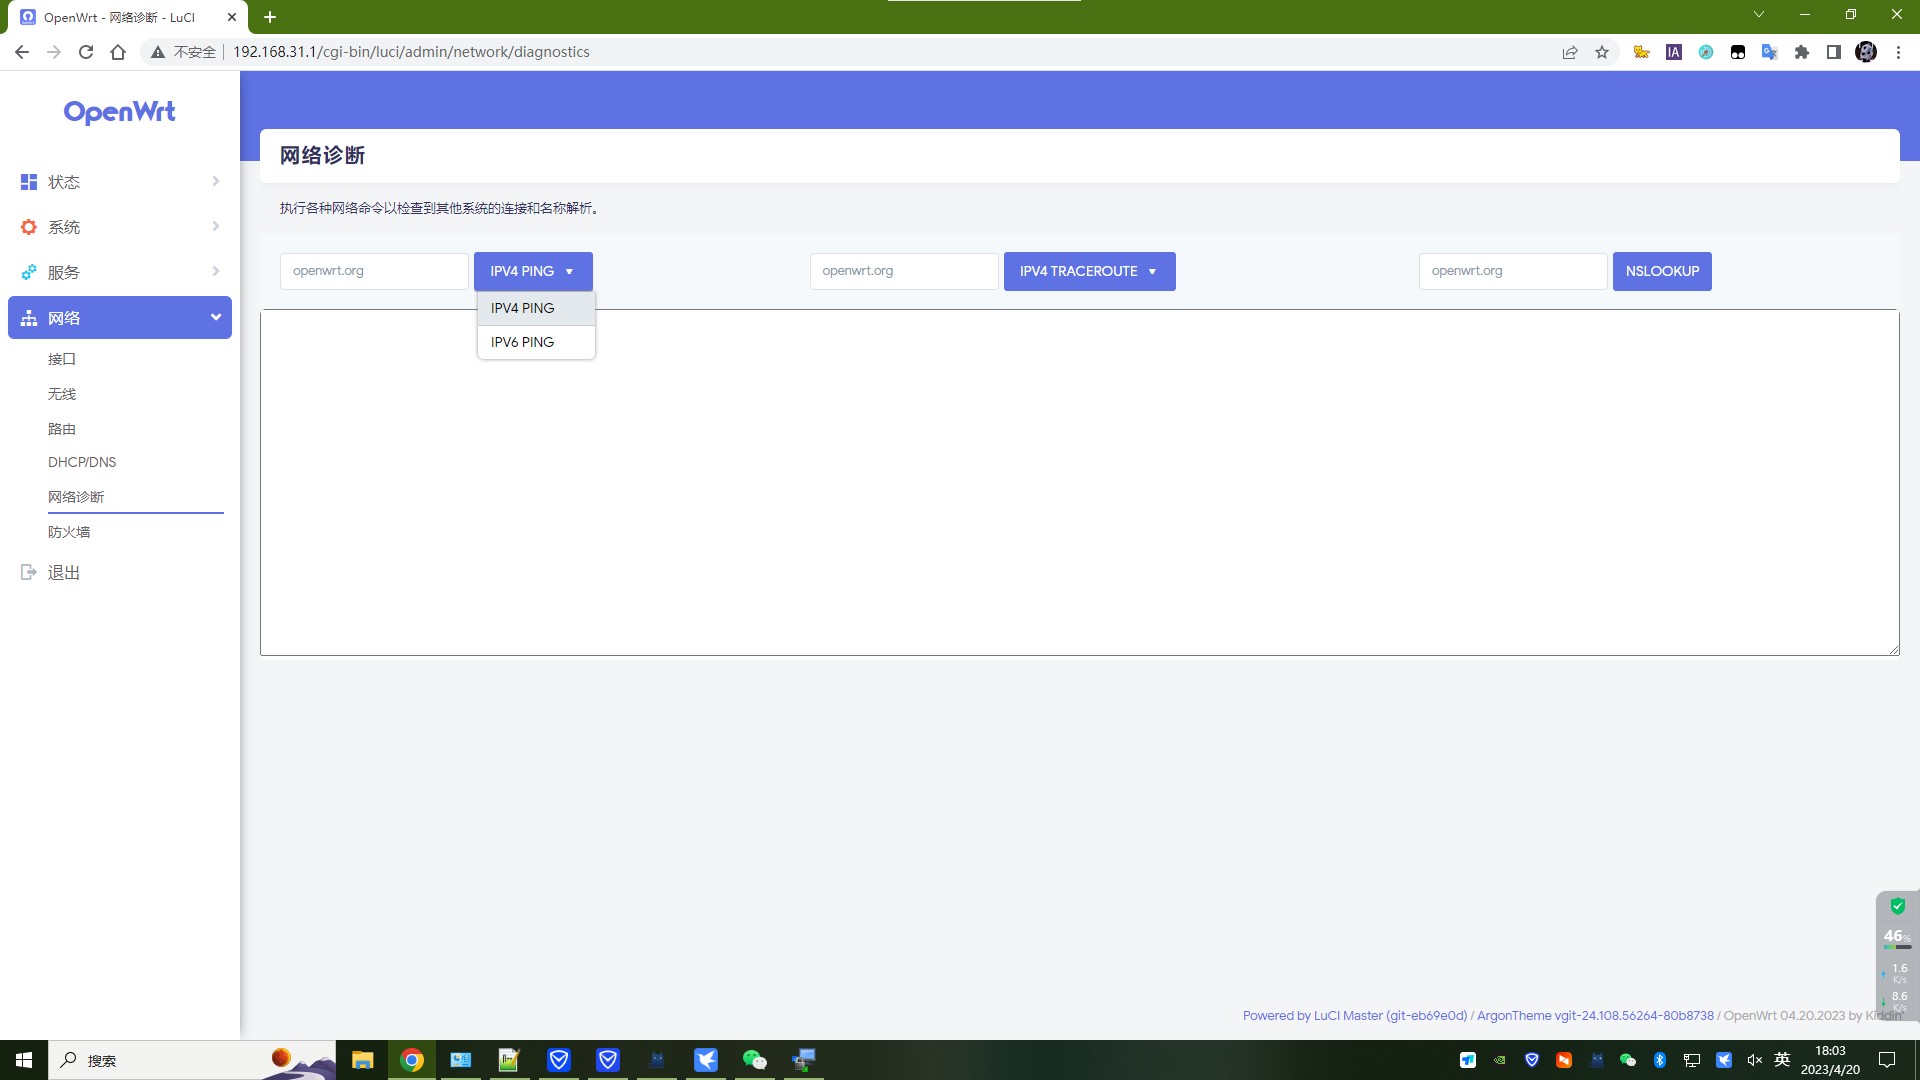 OpenWrt - 网络诊断 - LuCI
不安全
192.168.31.1/cgi-bin/luci/admin/network/diagnostics
IA
OpenWrt
状态
系统
服务
网络
接口
无线
路由
DHCP/DNS
网络诊断
防火墙
退出
网络诊断
执行各种网络命令以检查到其他系统的连接和名称解析。
openwrt.org
IPV4 PING
openwrt.org
IPV4 TRACEROUTE
openwrt.org
NSLOOKUP
IPV4 PING
IPV6 PING
46%
1.6
K/s
8.6
K/s
Powered by LuCI Master (git-eb69e0d) / ArgonTheme vgit-24.108.56264-80b8738 / OpenWrt 04.20.2023 by Kiddin'
搜索
英
18:03
2023/4/20